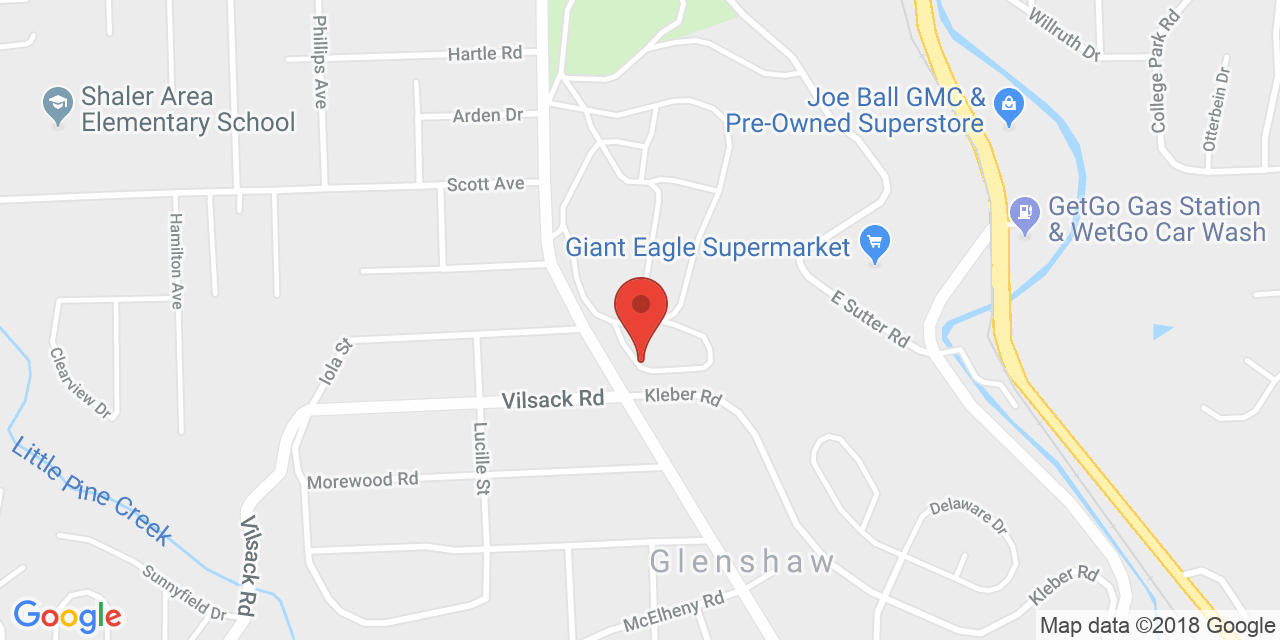 Willruth Dr
College Park Rd
Otterbein Dr
Phillips Ave
Hartle Rd
Shaler Area
Elementary School
Arden Dr
Joe Ball GMC &
Pre-Owned Superstore
Scott Ave
Hamilton Ave
GetGo Gas Station
& WetGo Car Wash
Giant Eagle Supermarket
E Sutter Rd
Clearview Dr
Iola St
Vilsack Rd
Kleber Rd
Lucille St
Little Pine Creek
Morewood Rd
Delaware Dr
Vilsack Rd
Glenshaw
Sunnyfield Dr
Kleber Rd
McElheny Rd
Google
Map data ©2018 Google